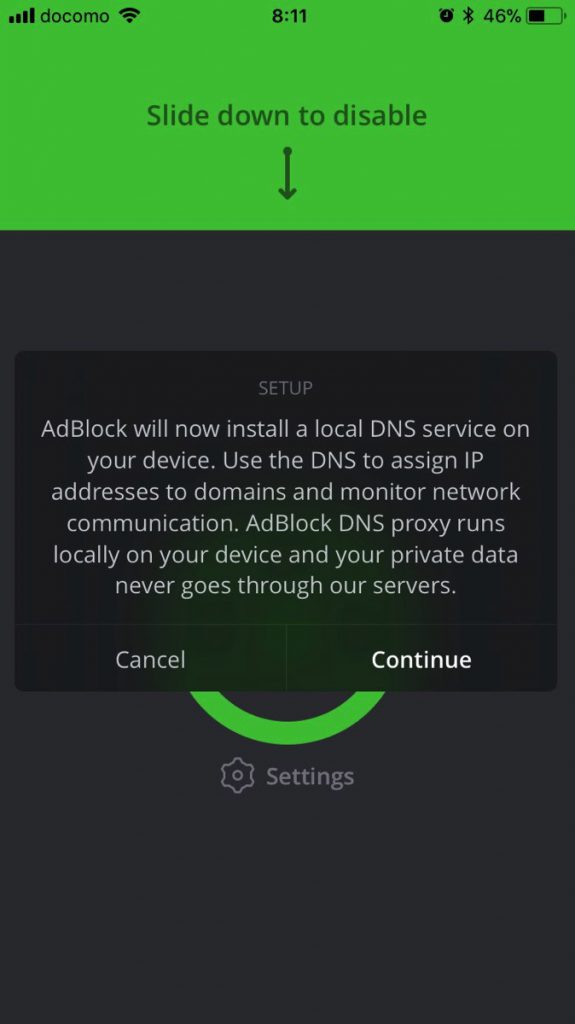 docomo 8:11 46%
Slide down to disable
SETUP
AdBlock will now install a local DNS service on
your device. Use the DNS to assign IP
addresses to domains and monitor network
communication. AdBlock DNS proxy runs
locally on your device and your private data
never goes through our servers.
Cancel Continue
Settings